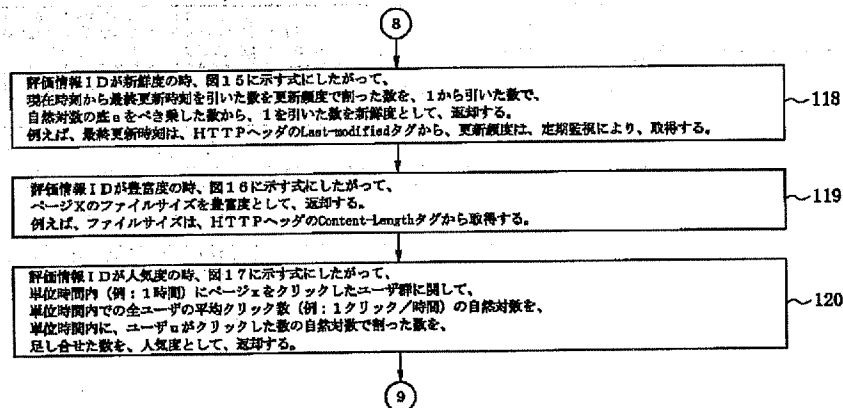 8
評価情報IDが新鮮度の時、図15に示す式にしたがって、
現在時刻から最終更新時刻を引いた数を更新頻度で割った数を、1から引いた数で、
自然対数の底eをべき乗した数から、1を引いた数を新鮮度として、返却する。
例えば、最終更新時刻は、HTTPヘッダのLast-modifiedタグから、更新頻度は、定期監視により、取得する。
118
評価情報IDが豊富度の時、図16に示す式にしたがって、
ページXのファイルサイズを豊富度として、返却する。
例えば、ファイルサイズは、HTTPヘッダのContent-Lengthタグから取得する。
119
評価情報IDが人気度の時、図17に示す式にしたがって、
単位時間内（例：1時間）にページxをクリックしたユーザ群に関して、
単位時間内での全ユーザの平均クリック数（例：1クリック／時間）の自然対数を、
単位時間内に、ユーザuがクリックした数の自然対数で割った数を、
足し合せた数を、人気度として、返却する。
120
9